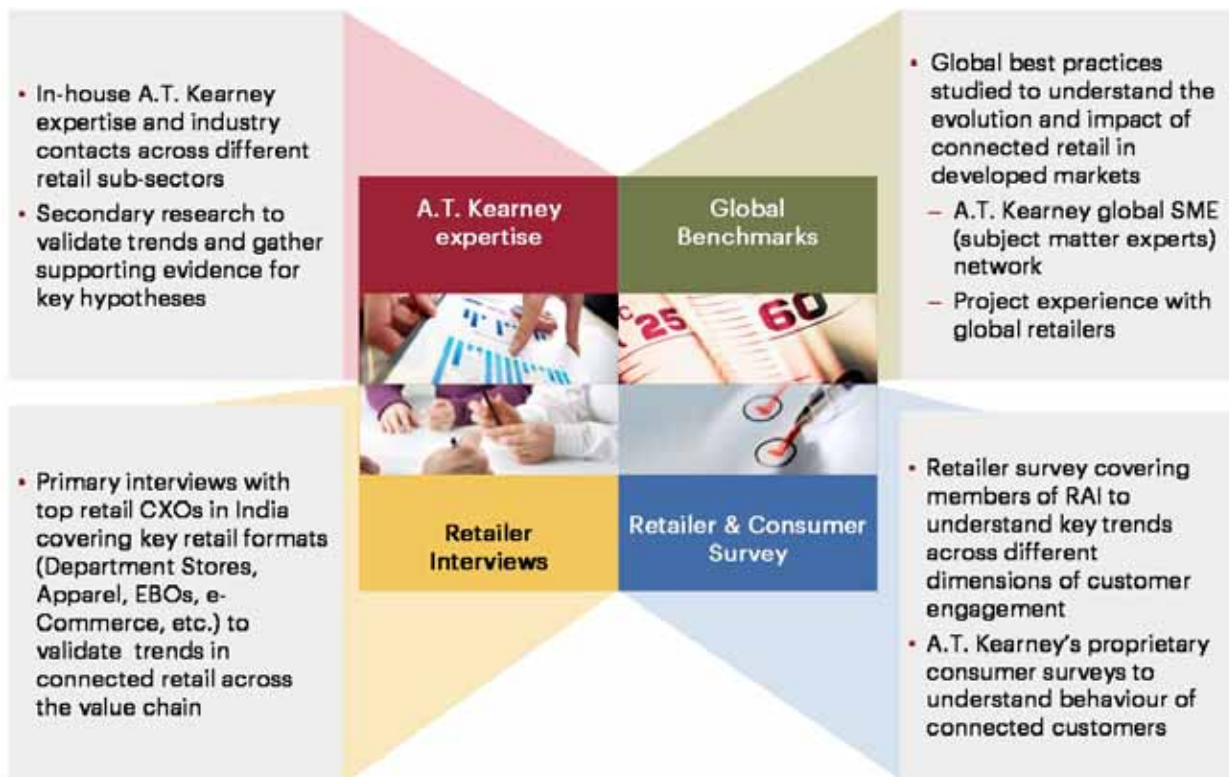 • In-house A.T. Kearney
expertise and industry
contacts across different
retail sub-sectors
• Secondary research to
validate trends and gather
supporting evidence for
key hypotheses
A.T. Kearney
expertise
Global
Benchmarks
• Global best practices
studied to understand the
evolution and impact of
connected retail in
developed markets
– A.T. Kearney global SME
(subject matter experts)
network
– Project experience with
global retailers
25
60
• Primary interviews with
top retail CXOs in India
covering key retail formats
(Department Stores,
Apparel, EBOs, e-
Commerce, etc.) to
validate trends in
connected retail across
the value chain
Retailer
Interviews
Retailer & Consumer
Survey
• Retailer survey covering
members of RAI to
understand key trends
across different
dimensions of customer
engagement
• A.T. Kearney's proprietary
consumer surveys to
understand behaviour of
connected customers